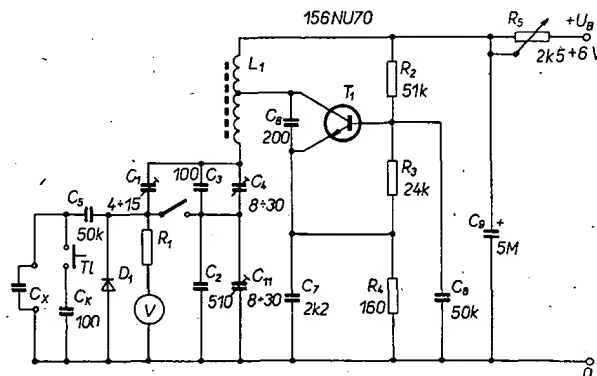 156NU70
R5
+UB
2k5
+6V
L1
T1
R2
51k
C6
200
R3
24k
C1
100
C3
C4
8÷30
C5
50k
4÷15
R1
Tl
D1
C2
510
C11
8÷30
C7
2k2
R4
160
C8
50k
C9
+
5M
CX
CK
100
V
0